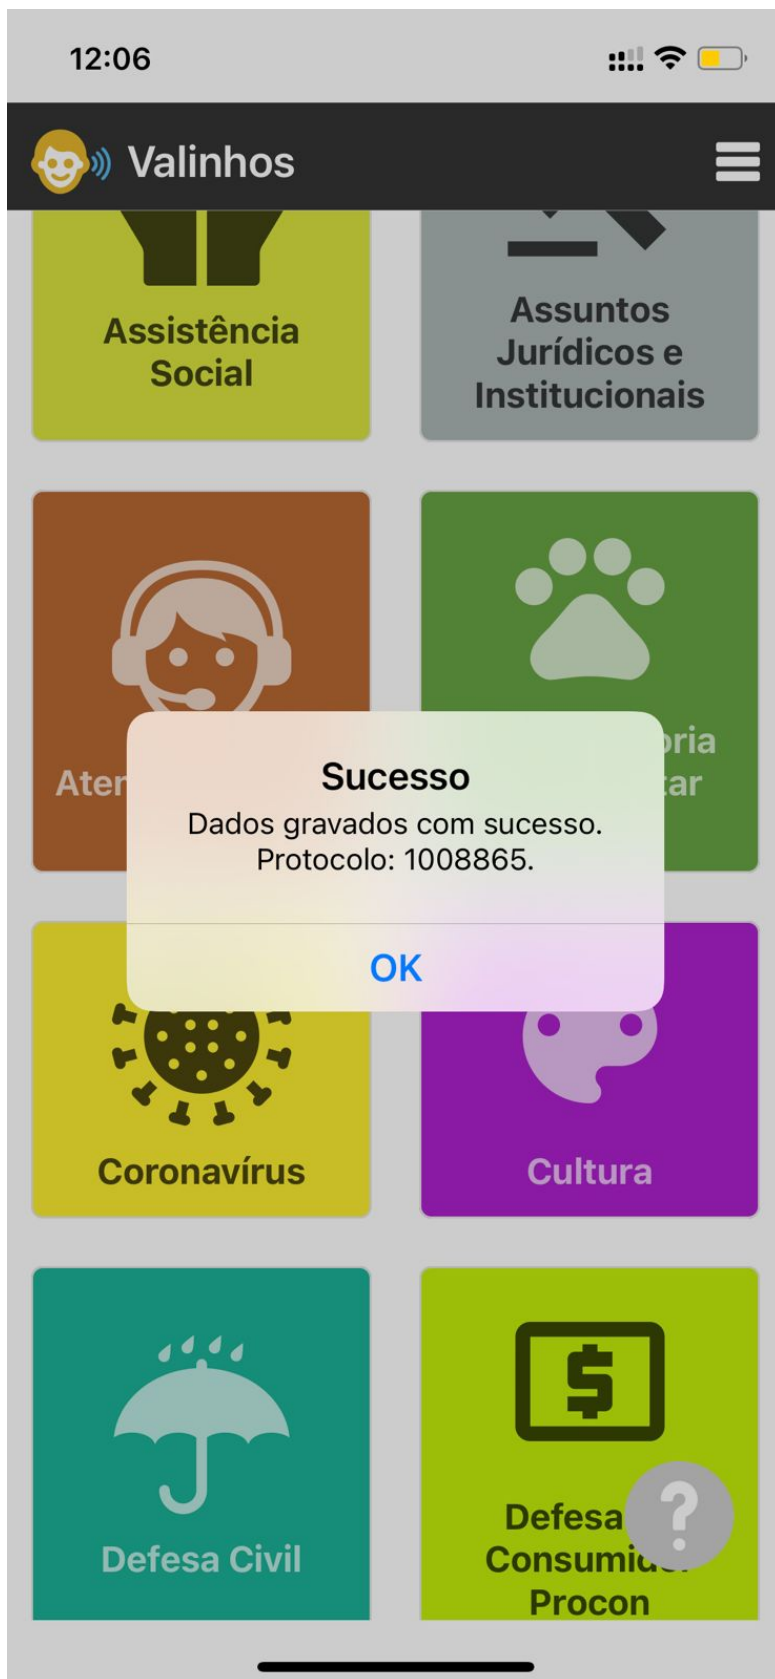 12:06
Valinhos
Assistência
Social
Assuntos
Jurídicos e
Institucionais
Sucesso
Dados gravados com sucesso.
Protocolo: 1008865.
OK
Coronavírus
Cultura
Defesa Civil
Defesa
Procon